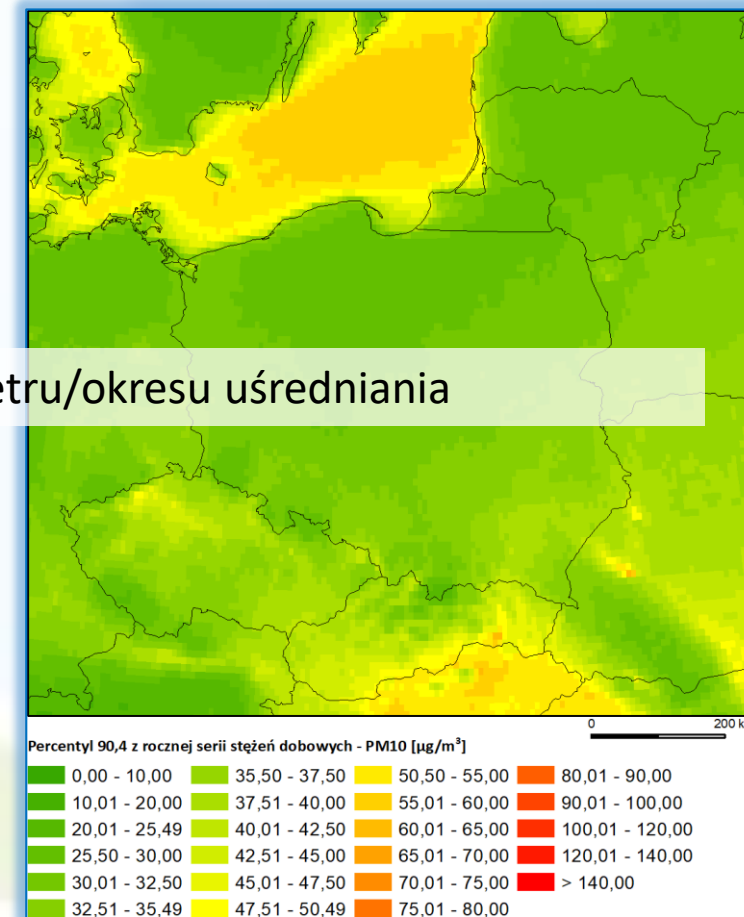 etru/okresu uśredniania
0 200 k
Percentyl 90,4 z rocznej serii stężeń dobowych - PM10 [µg/m³]
0,00 - 10,00 35,50 - 37,50 50,50 - 55,00 80,01 - 90,00
10,01 - 20,00 37,51 - 40,00 55,01 - 60,00 90,01 - 100,00
20,01 - 25,49 40,01 - 42,50 60,01 - 65,00 100,01 - 120,00
25,50 - 30,00 42,51 - 45,00 65,01 - 70,00 120,01 - 140,00
30,01 - 32,50 45,01 - 47,50 70,01 - 75,00 > 140,00
32,51 - 35,49 47,51 - 50,49 75,01 - 80,00